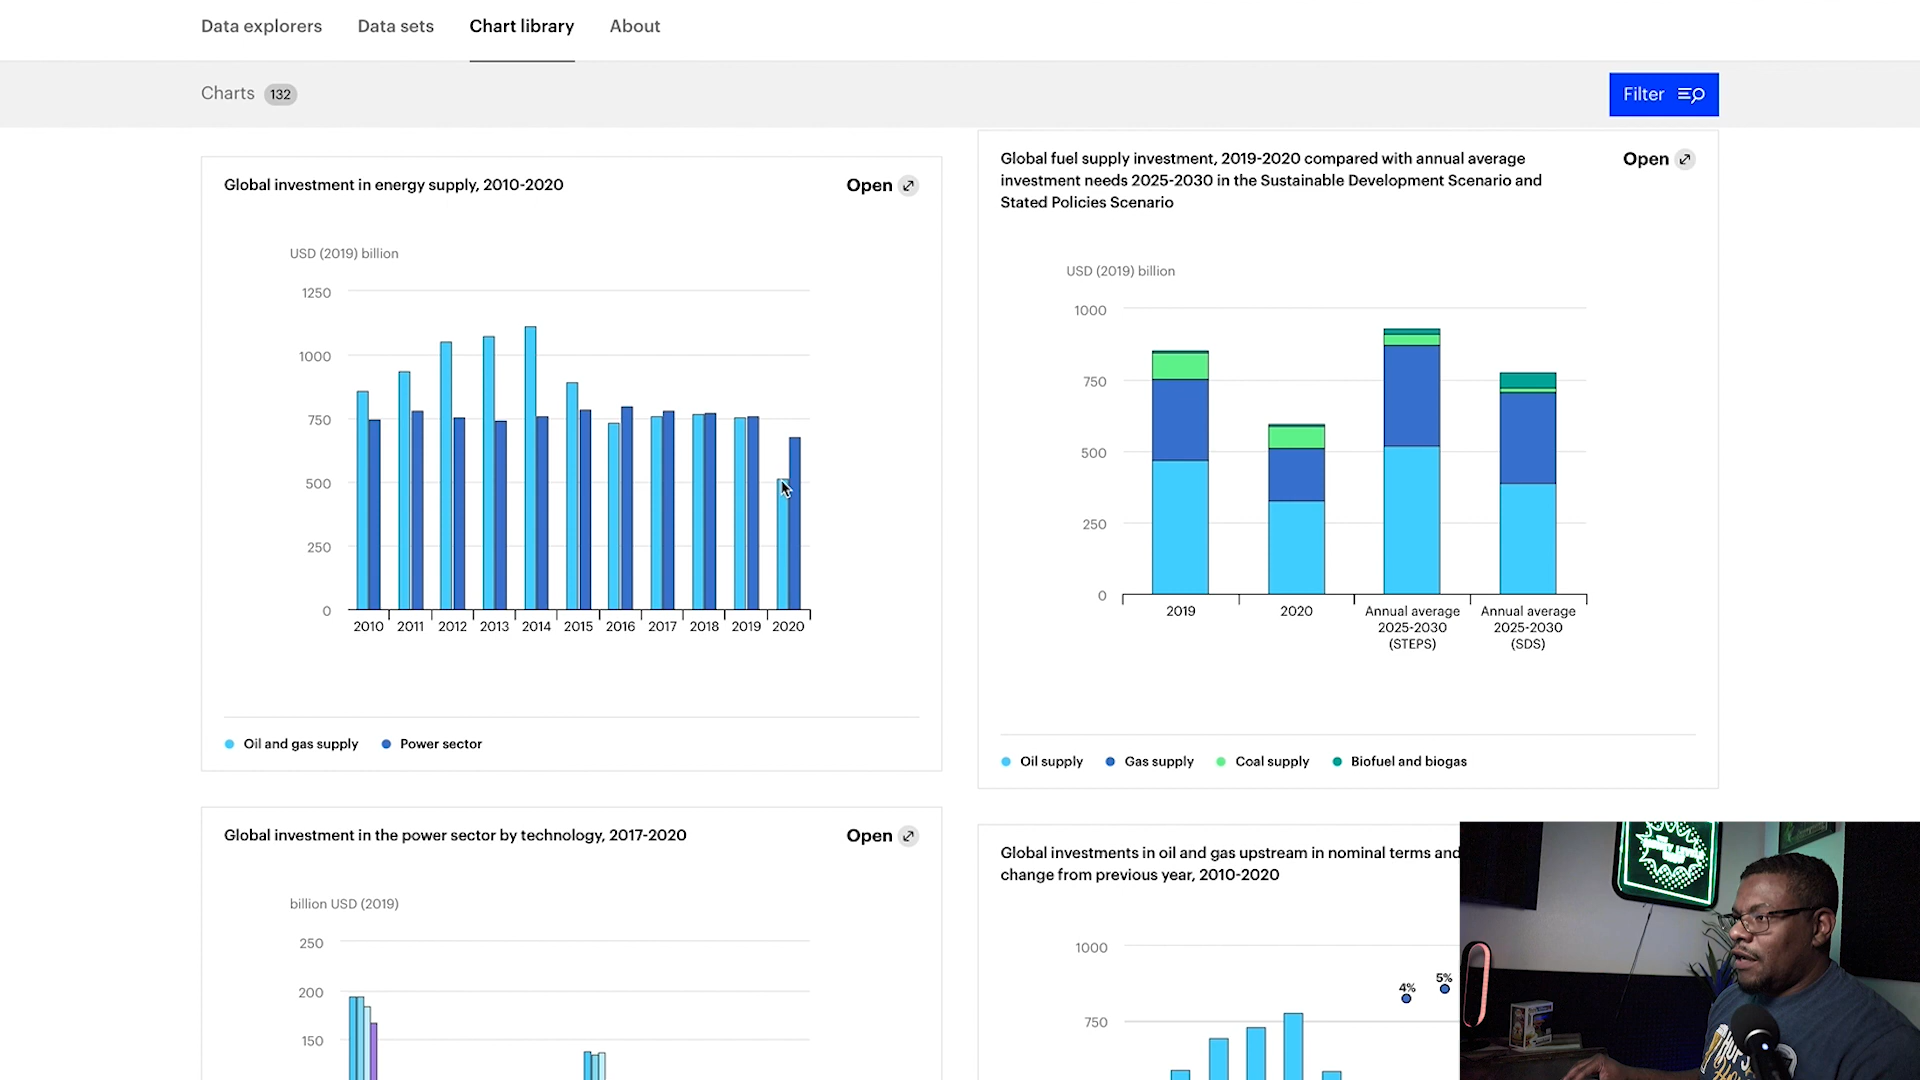 Data explorers
Data sets
Chart library
About
Charts 132
Filter
Global investment in energy supply, 2010-2020
Open
USD (2019) billion
1250
1000
750
500
250
0
2010 2011 2012 2013 2014 2015 2016 2017 2018 2019 2020
Oil and gas supply
Power sector
Global fuel supply investment, 2019-2020 compared with annual average
investment needs 2025-2030 in the Sustainable Development Scenario and
Stated Policies Scenario
Open
USD (2019) billion
1000
750
500
250
0
2019
2020
Annual average
2025-2030
(STEPS)
Annual average
2025-2030
(SDS)
Oil supply
Gas supply
Coal supply
Biofuel and biogas
Global investment in the power sector by technology, 2017-2020
Open
billion USD (2019)
250
200
150
Global investments in oil and gas upstream in nominal terms and
change from previous year, 2010-2020
1000
750
4%
5%